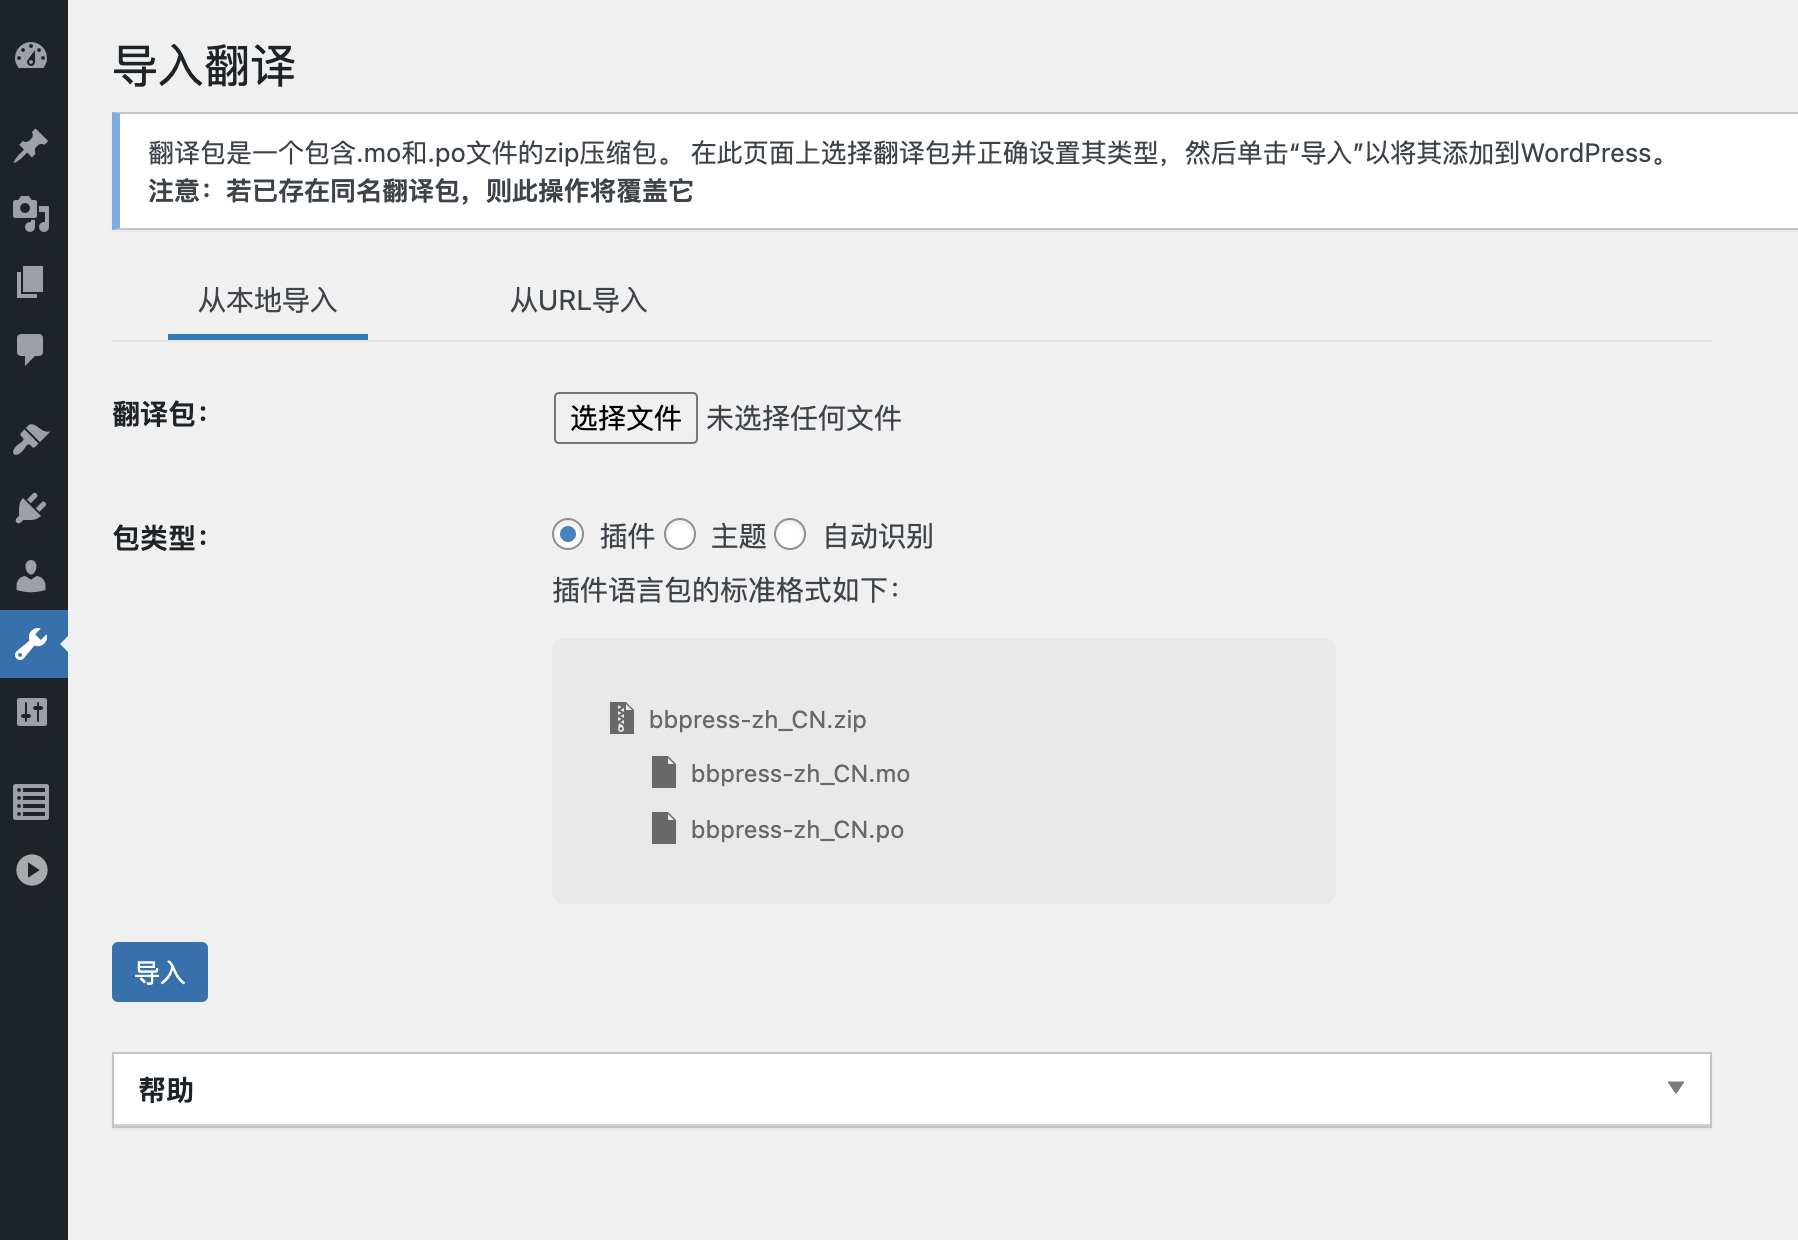 导入翻译
翻译包是一个包含.mo和.po文件的zip压缩包。 在此页面上选择翻译包并正确设置其类型，然后单击“导入”以将其添加到WordPress。
注意：若已存在同名翻译包，则此操作将覆盖它
从本地导入 从URL导入
翻译包： 选择文件 未选择任何文件
包类型： 插件 主题 自动识别
插件语言包的标准格式如下：
bbpress-zh_CN.zip
bbpress-zh_CN.mo
bbpress-zh_CN.po
导入
帮助